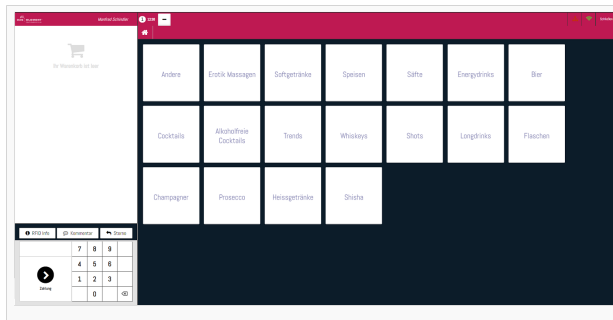 Manfred Schindler
Ihr Warenkorb ist leer
Andere
Erotik Massagen
Softgetränke
Speisen
Säfte
Energydrinks
Bier
Cocktails
Alkoholfreie
Cocktails
Trends
Whiskeys
Shots
Longdrinks
Flaschen
Champagner
Prosecco
Heissgetränke
Shisha
RFID Info
Kommentar
Storno
7 8 9
4 5 6
1 2 3
0
Zahlung